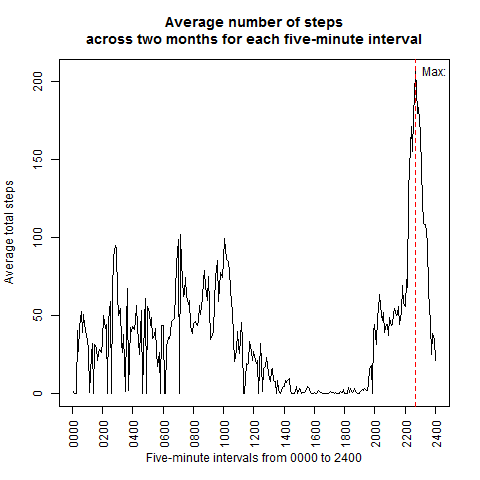 Average number of steps
across two months for each five-minute interval
Max:
Average total steps
200
150
100
50
0
0000 0200 0400 0600 0800 1000 1200 1400 1600 1800 2000 2200 2400
Five-minute intervals from 0000 to 2400